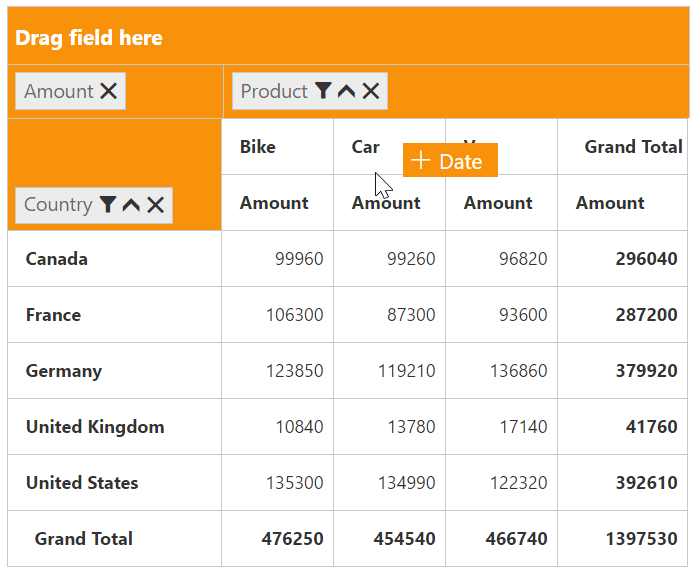 Drag field here
Amount Product
Bike Car Grand Total
Date
Country Amount Amount Amount Amount
Canada 99960 99260 96820 296040
France 106300 87300 93600 287200
Germany 123850 119210 136860 379920
United Kingdom 10840 13780 17140 41760
United States 135300 134990 122320 392610
Grand Total 476250 454540 466740 1397530